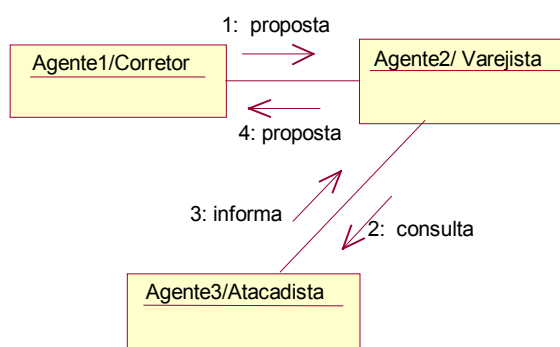 1: proposta
Agente1/Corretor
Agente2/ Varejista
4: proposta
3: informa
2: consulta
Agente3/Atacadista